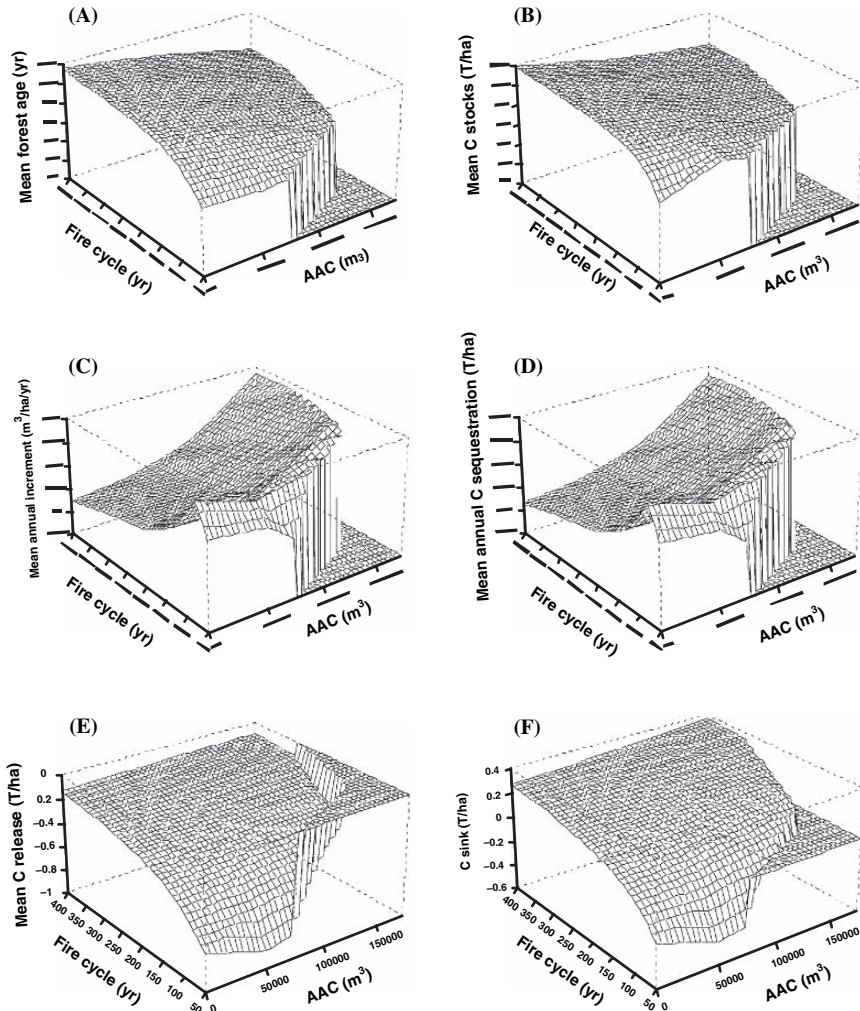 (A)
Mean forest age (yr)
Fire cycle (yr)
AAC (m3)
(B)
Mean C stocks (T/ha)
Fire cycle (yr)
AAC (m³)
(C)
Mean annual increment (m³/ha/yr)
Fire cycle (yr)
AAC (m³)
(D)
Mean annual C sequestration (T/ha)
Fire cycle (yr)
AAC (m³)
(E)
Mean C release (T/ha)
0
0.2
−0.4
−0.6
−0.8
−1
400 350 300 250 200 150 100 50
Fire cycle (yr)
0 50000 100000 150000
AAC (m³)
(F)
C sink (T/ha)
0.4
0.2
0
−0.2
−0.4
−0.6
400 350 300 250 200 150 100 50
Fire cycle (yr)
0 50000 100000 150000
AAC (m³)